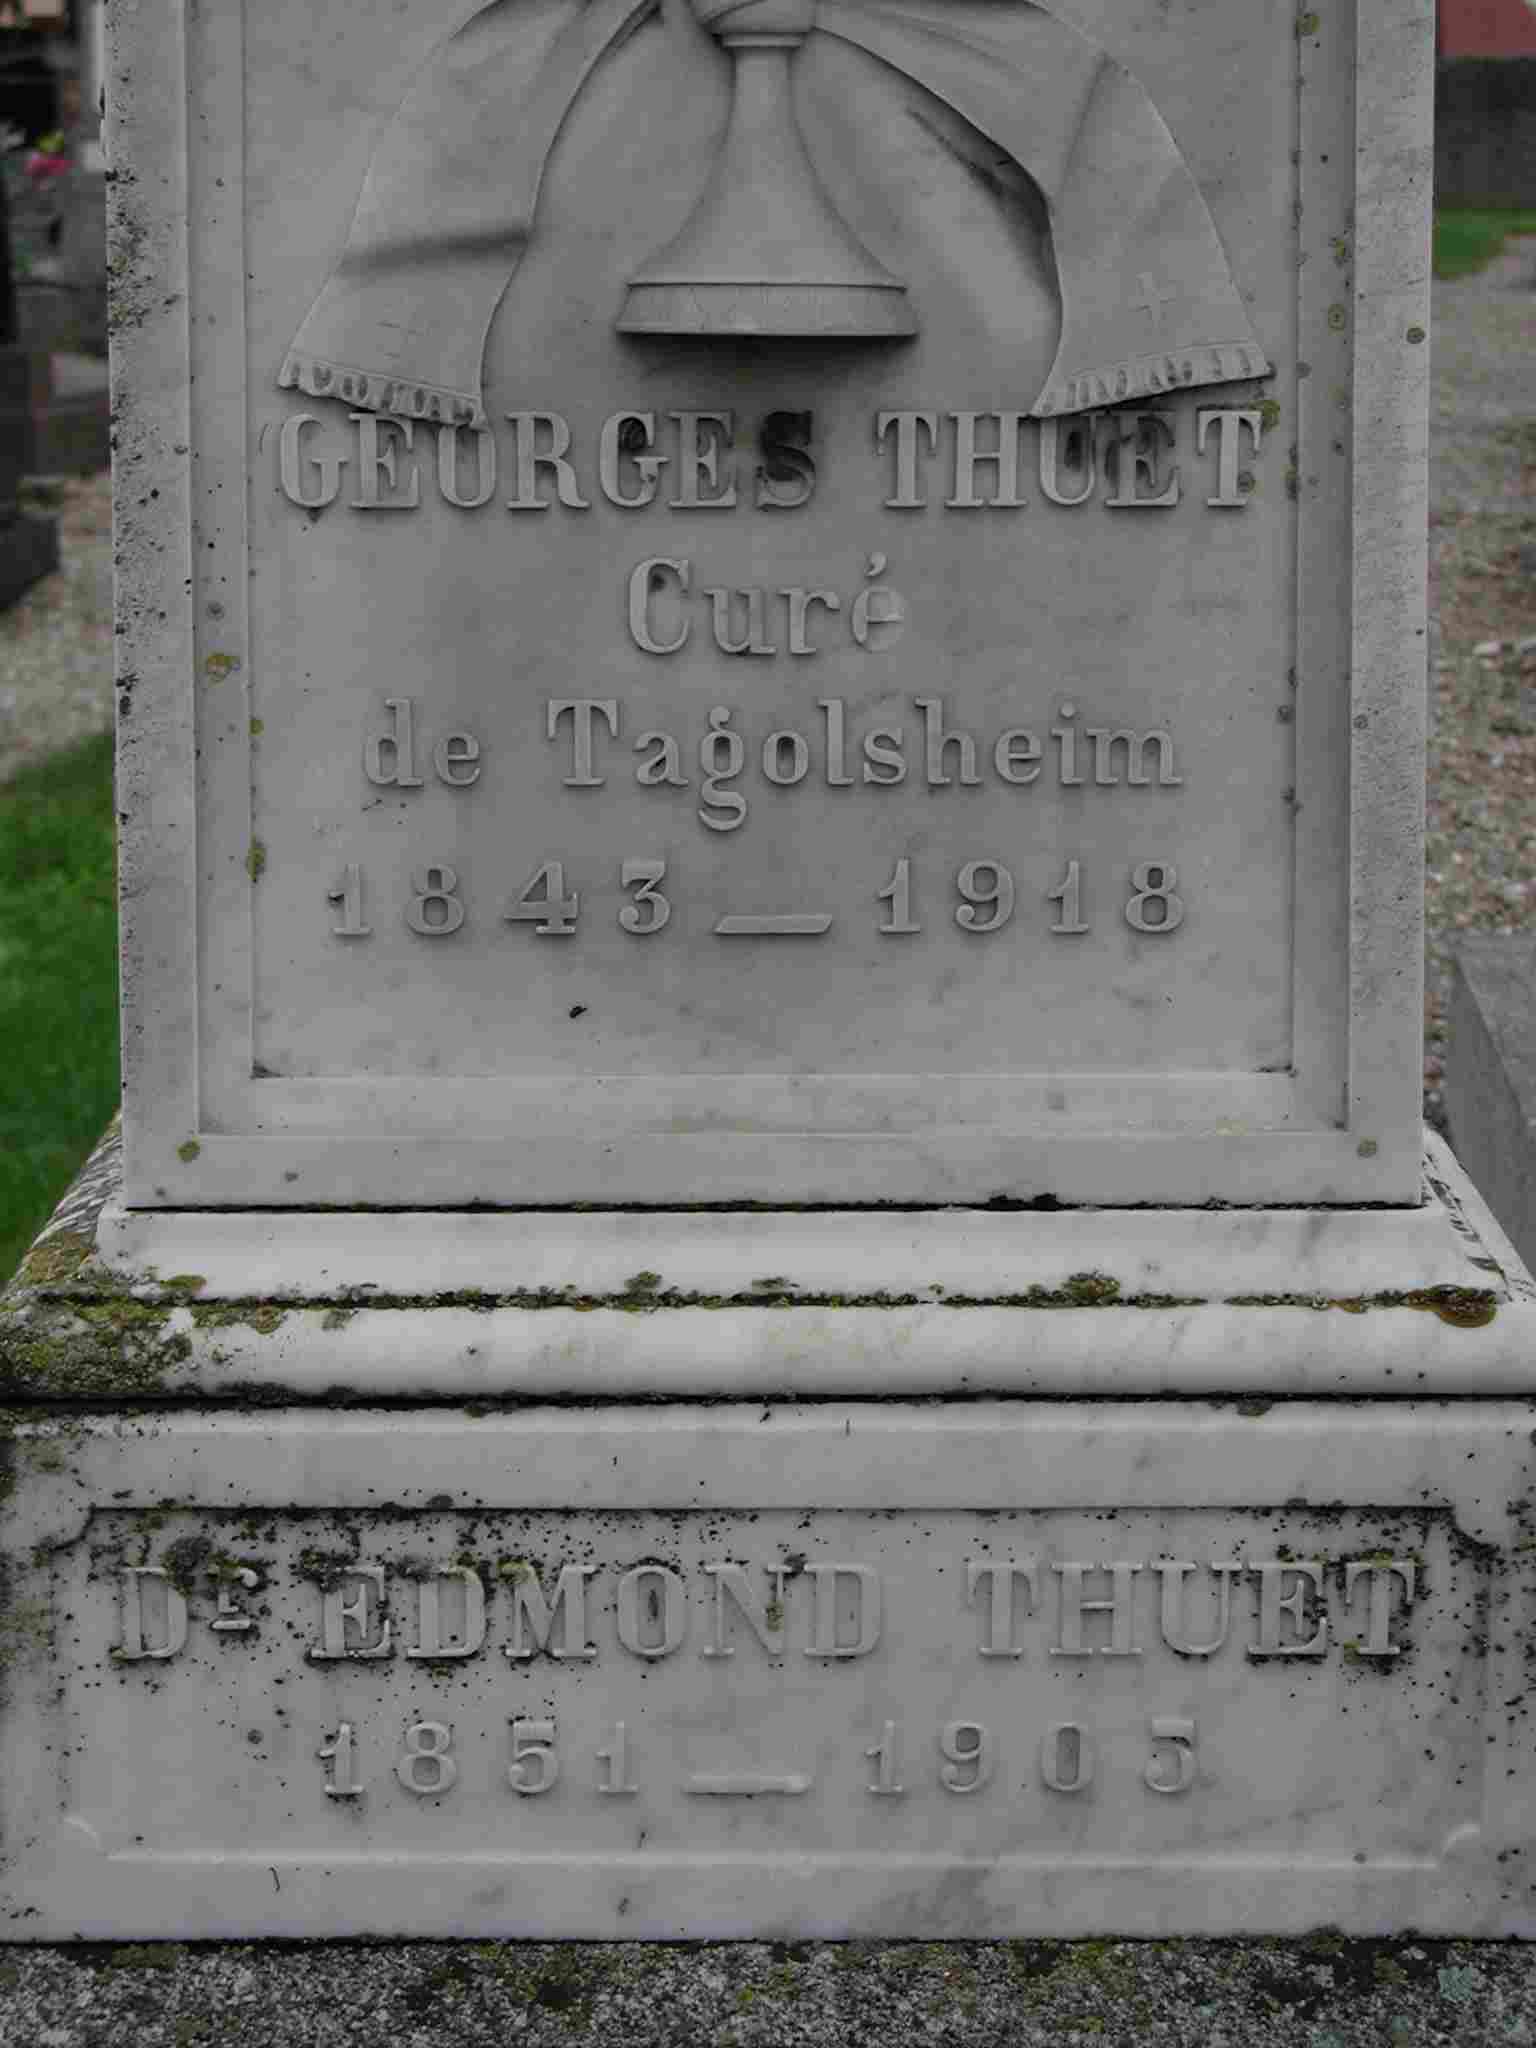 GEORGES THUET
Curé
de Tagolsheim
1843 — 1918
Dr EDMOND THUET
1851 — 1905